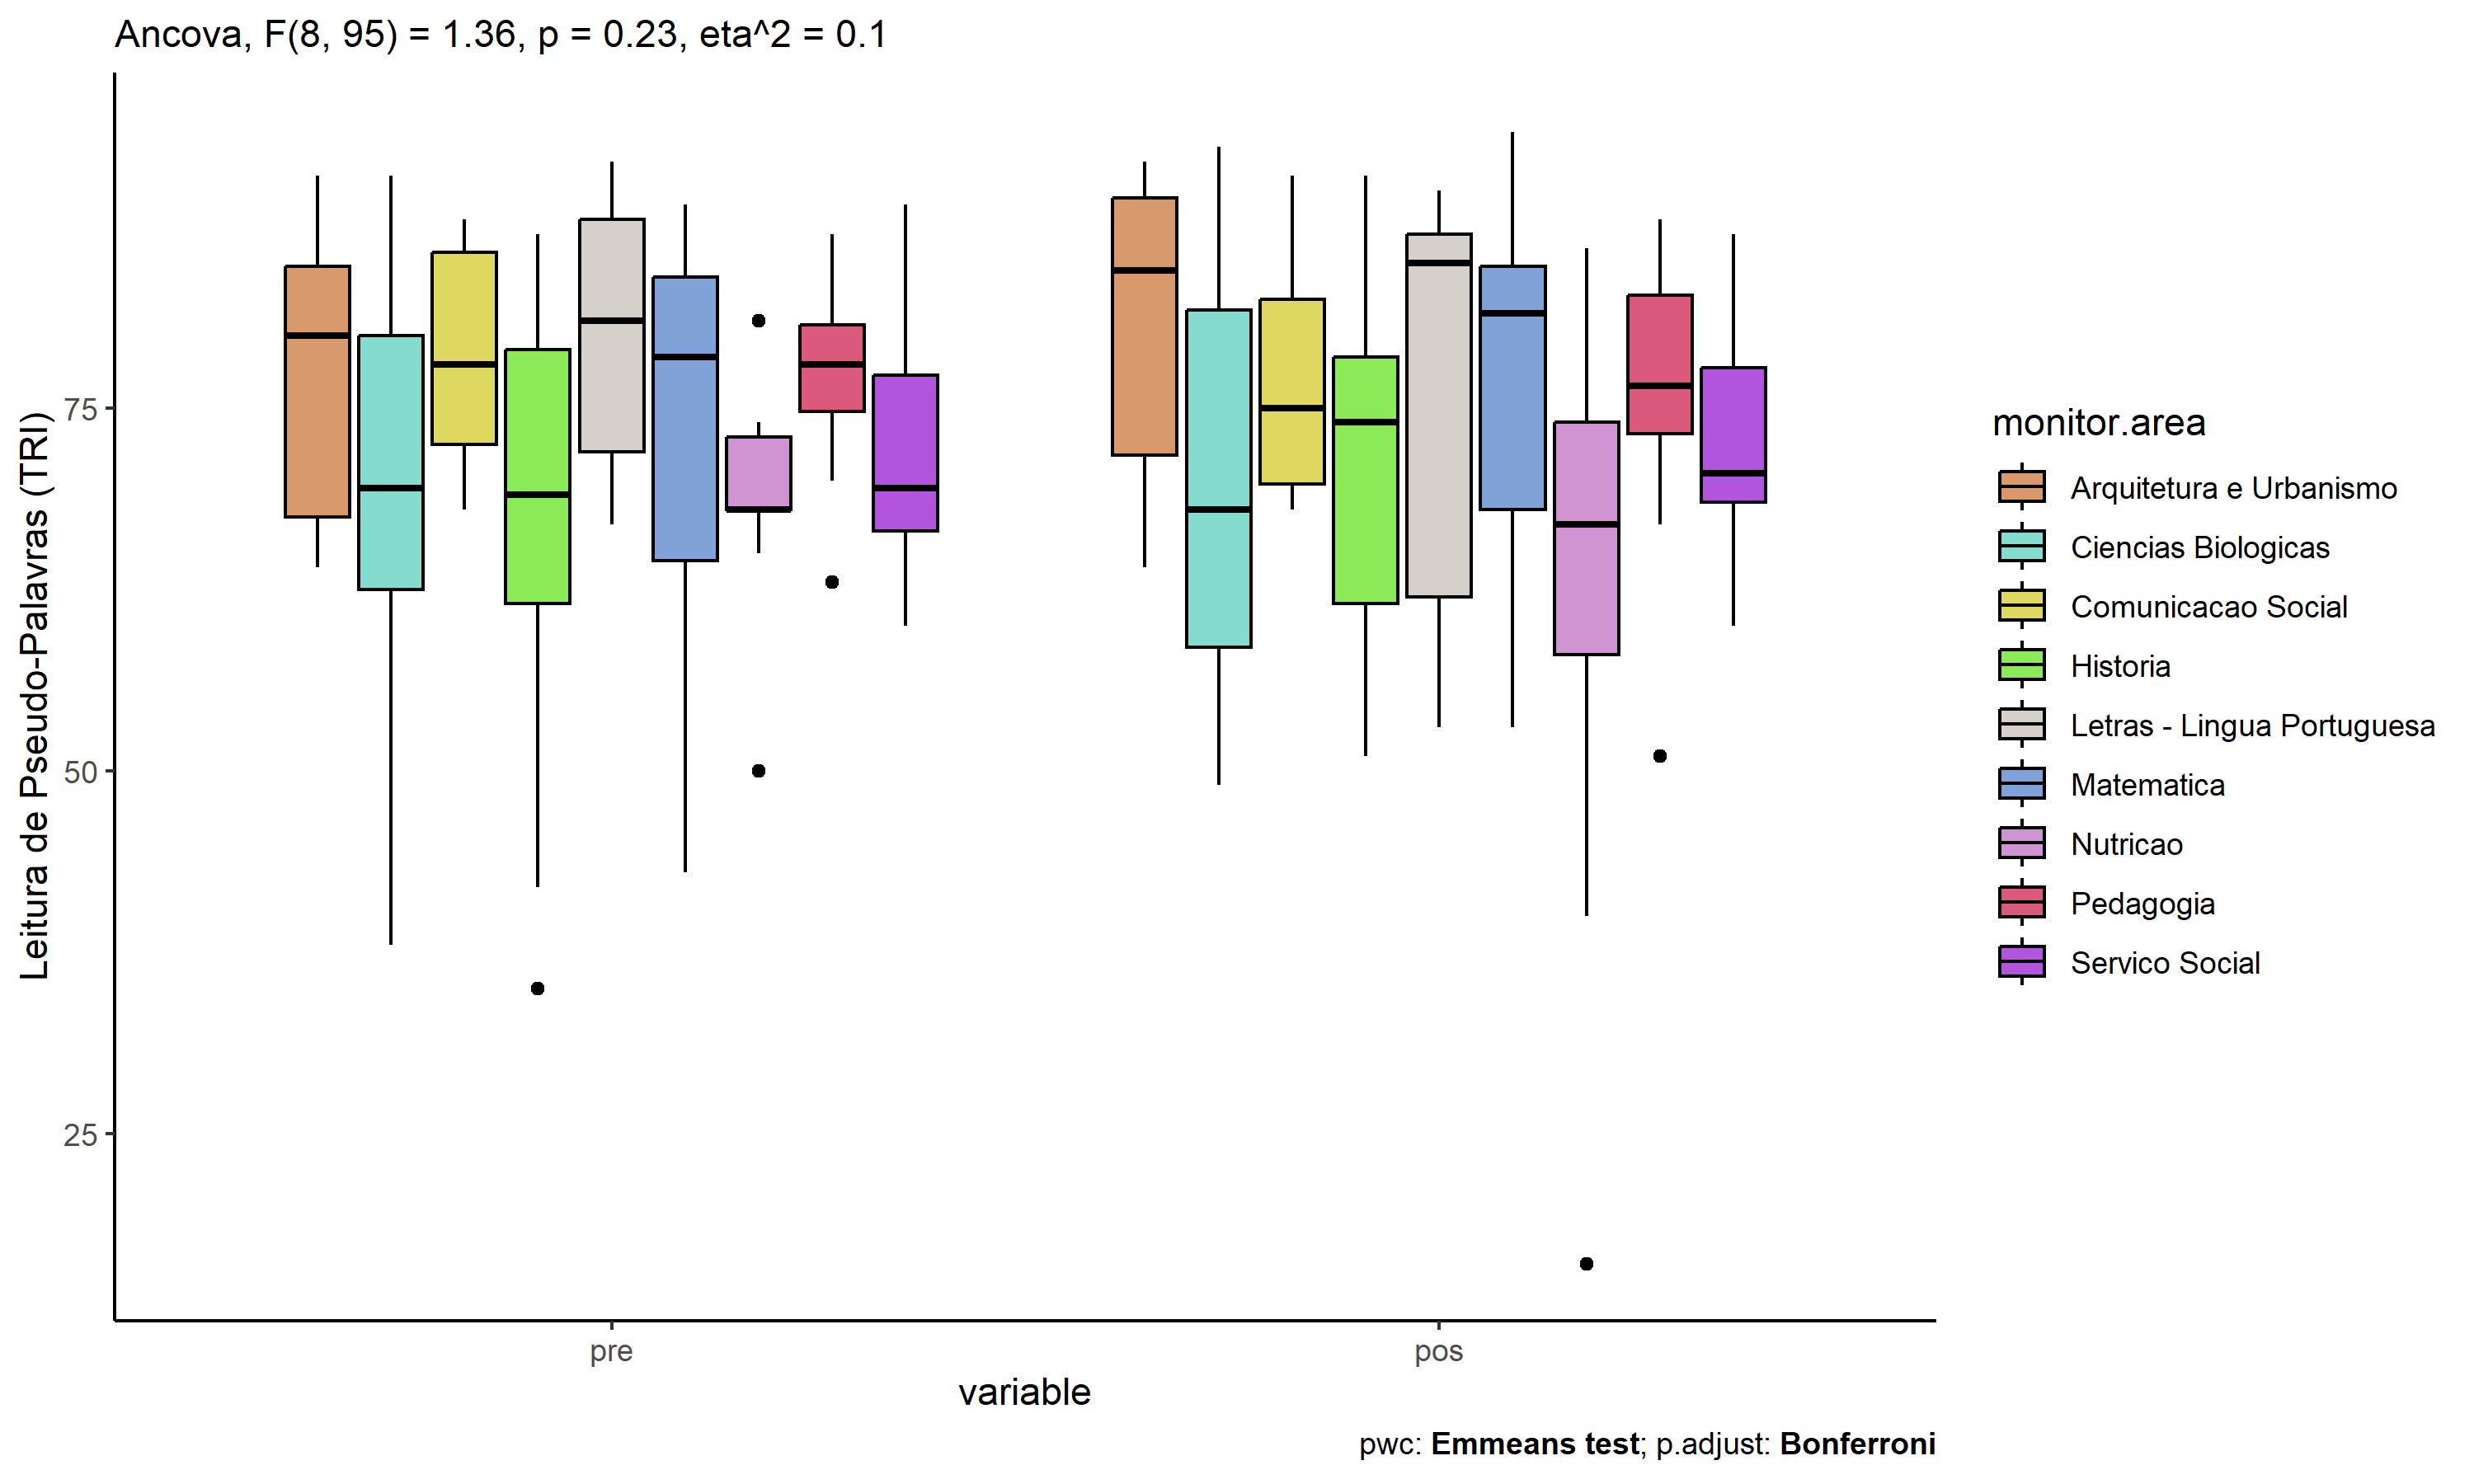 Ancova, F(8, 95) = 1.36, p = 0.23, eta^2 = 0.1
Leitura de Pseudo-Palavras (TRI)
75
50
25
pre
pos
variable
monitor.area
Arquitetura e Urbanismo
Ciencias Biologicas
Comunicacao Social
Historia
Letras - Lingua Portuguesa
Matematica
Nutricao
Pedagogia
Servico Social
pwc: Emmeans test; p.adjust: Bonferroni